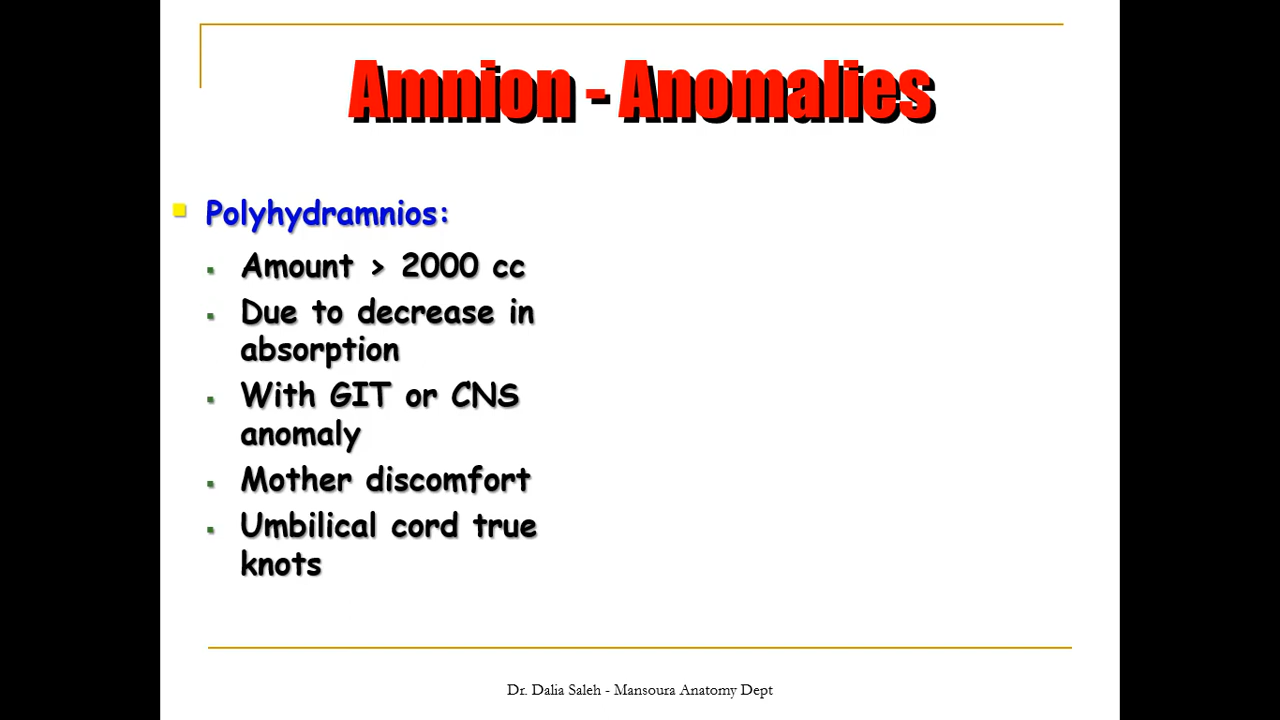 Amnion - Anomalies
Polyhydramnios:
Amount > 2000 cc
Due to decrease in
absorption
With GIT or CNS
anomaly
Mother discomfort
Umbilical cord true
knots
Dr. Dalia Saleh - Mansoura Anatomy Dept